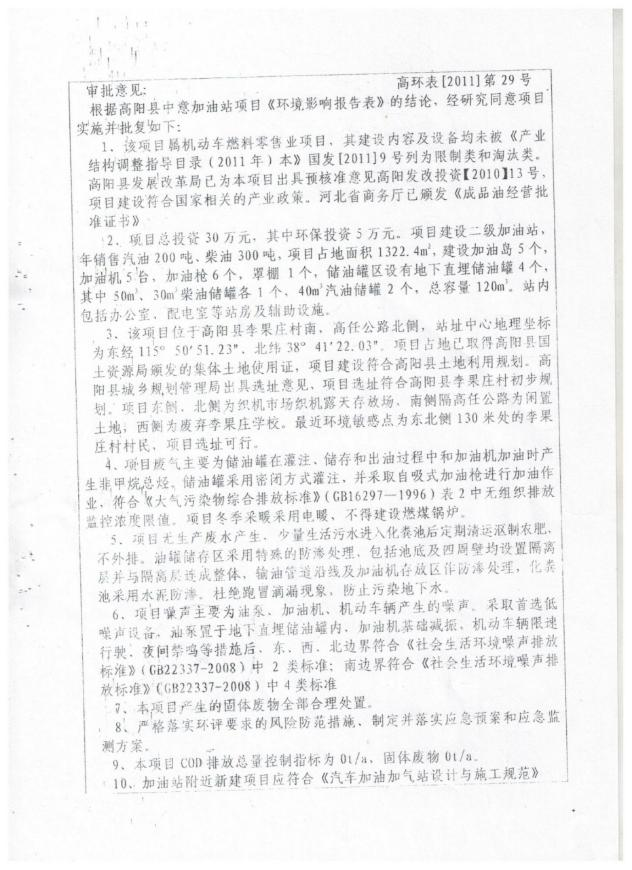 高环表[2011]第 29 号
审批意见:
根据高阳县中意加油站项目《环境影响报告表》的结论，经研究同意项目
实施并批复如下:
1、该项目属机动车燃料零售业项目，其建设内容及设备均未被《产业
结构调整指导目录（2011 年）本》国发[2011]9 号列为限制类和淘汰类。
高阳县发展改革局已为本项目出具预核准意见高阳发改投资【2010】13 号，
项目建设符合国家相关的产业政策。河北省商务厅已颁发《成品油经营批
准证书》
2、项目总投资 30 万元，其中环保投资 5 万元。项目建设二级加油站，
年销售汽油 200 吨、柴油 300 吨，项目占地面积 1322.4m²，建设加油岛 5 个，
加油机 5 台，加油枪 6 个，罩棚 1 个，储油罐区设有地下直埋储油罐 4 个，
其中 50m³、30m³柴油储罐各 1 个，40m³汽油储罐 2 个，总容量 120m³。站内
包括办公室、配电室等站房及辅助设施。
3、该项目位于高阳县李果庄村南、高任公路北侧，站址中心地理坐标
为东经 115° 50′51.23″、北纬 38° 41′22.03″。项目占地已取得高阳县国
土资源局颁发的集体土地使用证，项目建设符合高阳县土地利用规划。高
阳县城乡规划管理局出具选址意见、项目选址符合高阳县李果庄村初步规
划。项目东侧、北侧为织机市场织机露天存放场，南侧隔高任公路为闲置
土地，西侧为废弃李果庄学校。最近环境敏感点为东北侧 130 米处的李果
庄村村民，项目选址可行。
4、项目废气主要为储油罐在灌注、储存和出油过程中和加油机加油时产
生非甲烷总烃。储油罐采用密闭方式灌注，并采取自吸式加油枪进行加油作
业，符合《大气污染物综合排放标准》（GB16297—1996）表 2 中无组织排放
监控浓度限值。项目冬季采暖采用电暖、不得建设燃煤锅炉。
5、项目无生产废水产生，少量生活污水进入化粪池后定期清运沤制农肥，
不外排。油罐储存区采用特殊的防渗处理，包括池底及四周壁均设置隔离
层并与隔离层连成整体，输油管道沿线及加油机存放区作防渗处理，化粪
池采用水泥防渗。杜绝跑冒滴漏现象，防止污染地下水。
6、项目噪声主要为油泵、加油机、机动车辆产生的噪声。采取首选低
噪声设备，油泵置于地下直埋储油罐内，加油机基础减振，机动车辆限速
行驶、夜间禁鸣等措施后，东、西、北边界符合《社会生活环境噪声排放
标准》（GB22337-2008）中 2 类标准；南边界符合《社会生活环境噪声排
放标准》（GB22337-2008）中 4 类标准
7、本项目产生的固体废物全部合理处置。
8、严格落实环评要求的风险防范措施、制定并落实应急预案和应急监
测方案。
9、本项目 COD 排放总量控制指标为 0t/a，固体废物 0t/a。
10、加油站附近新建项目应符合《汽车加油加气站设计与施工规范》